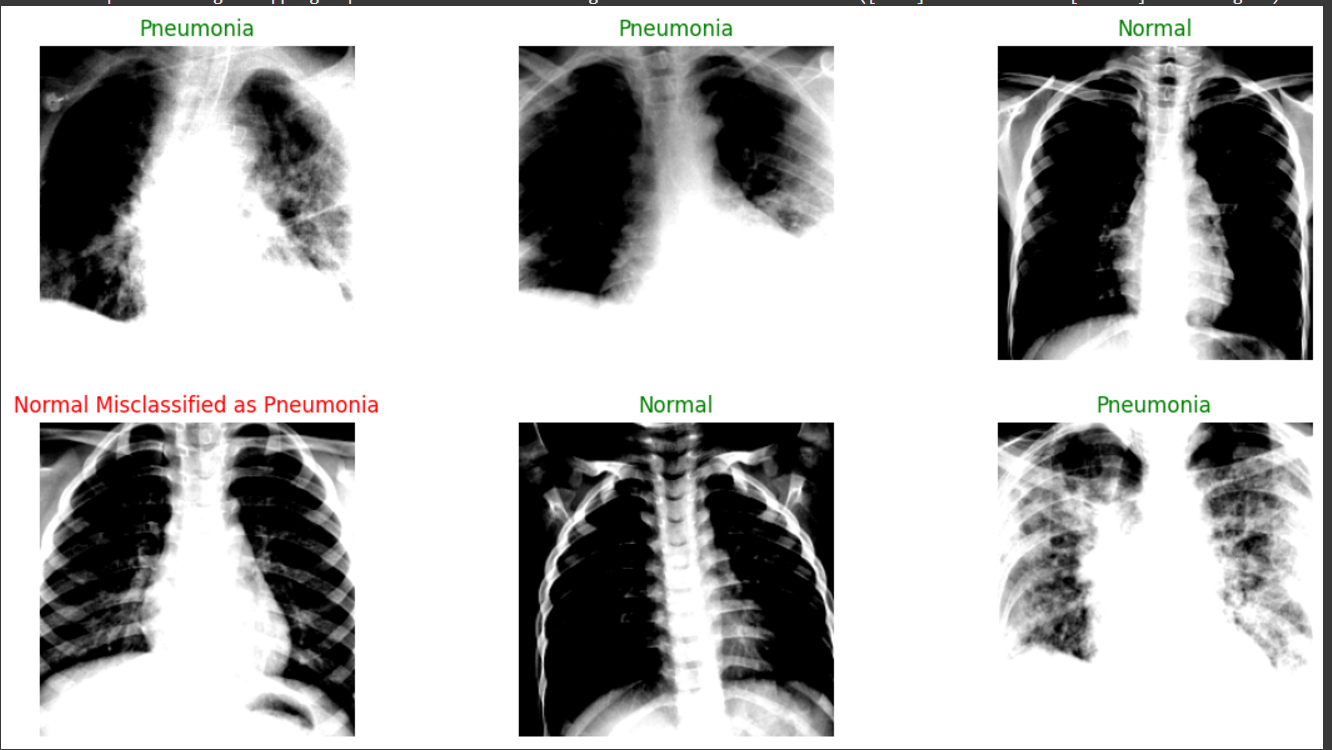 Pneumonia
Pneumonia
Normal
Normal Misclassified as Pneumonia
Normal
Pneumonia